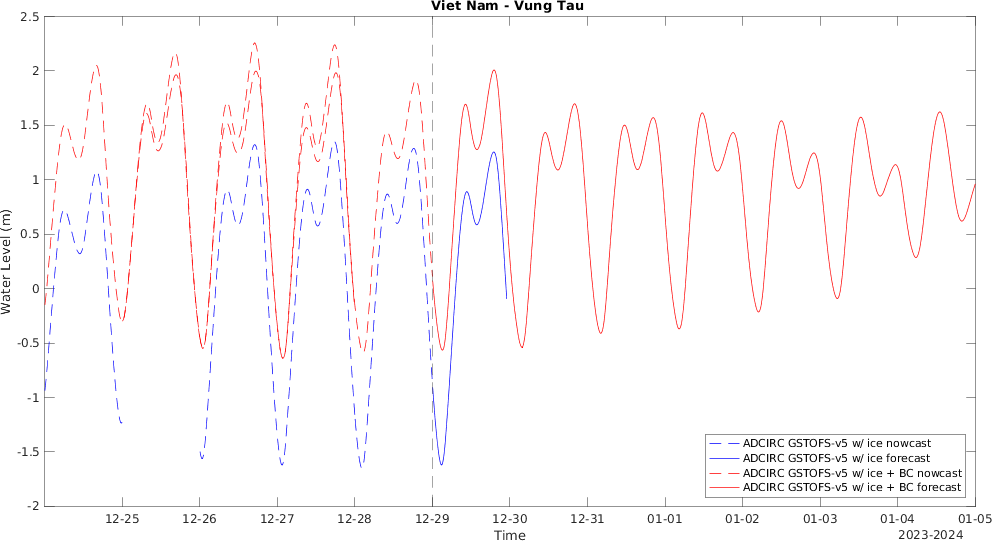 Viet Nam - Vung Tau
2.5
2
1.5
1
0.5
0
-0.5
-1
-1.5
-2
Water Level (m)
12-25 12-26 12-27 12-28 12-29 12-30 12-31 01-01 01-02 01-03 01-04 01-05
Time
2023-2024
ADCIRC GSTOFS-v5 w/ ice nowcast
ADCIRC GSTOFS-v5 w/ ice forecast
ADCIRC GSTOFS-v5 w/ ice + BC nowcast
ADCIRC GSTOFS-v5 w/ ice + BC forecast